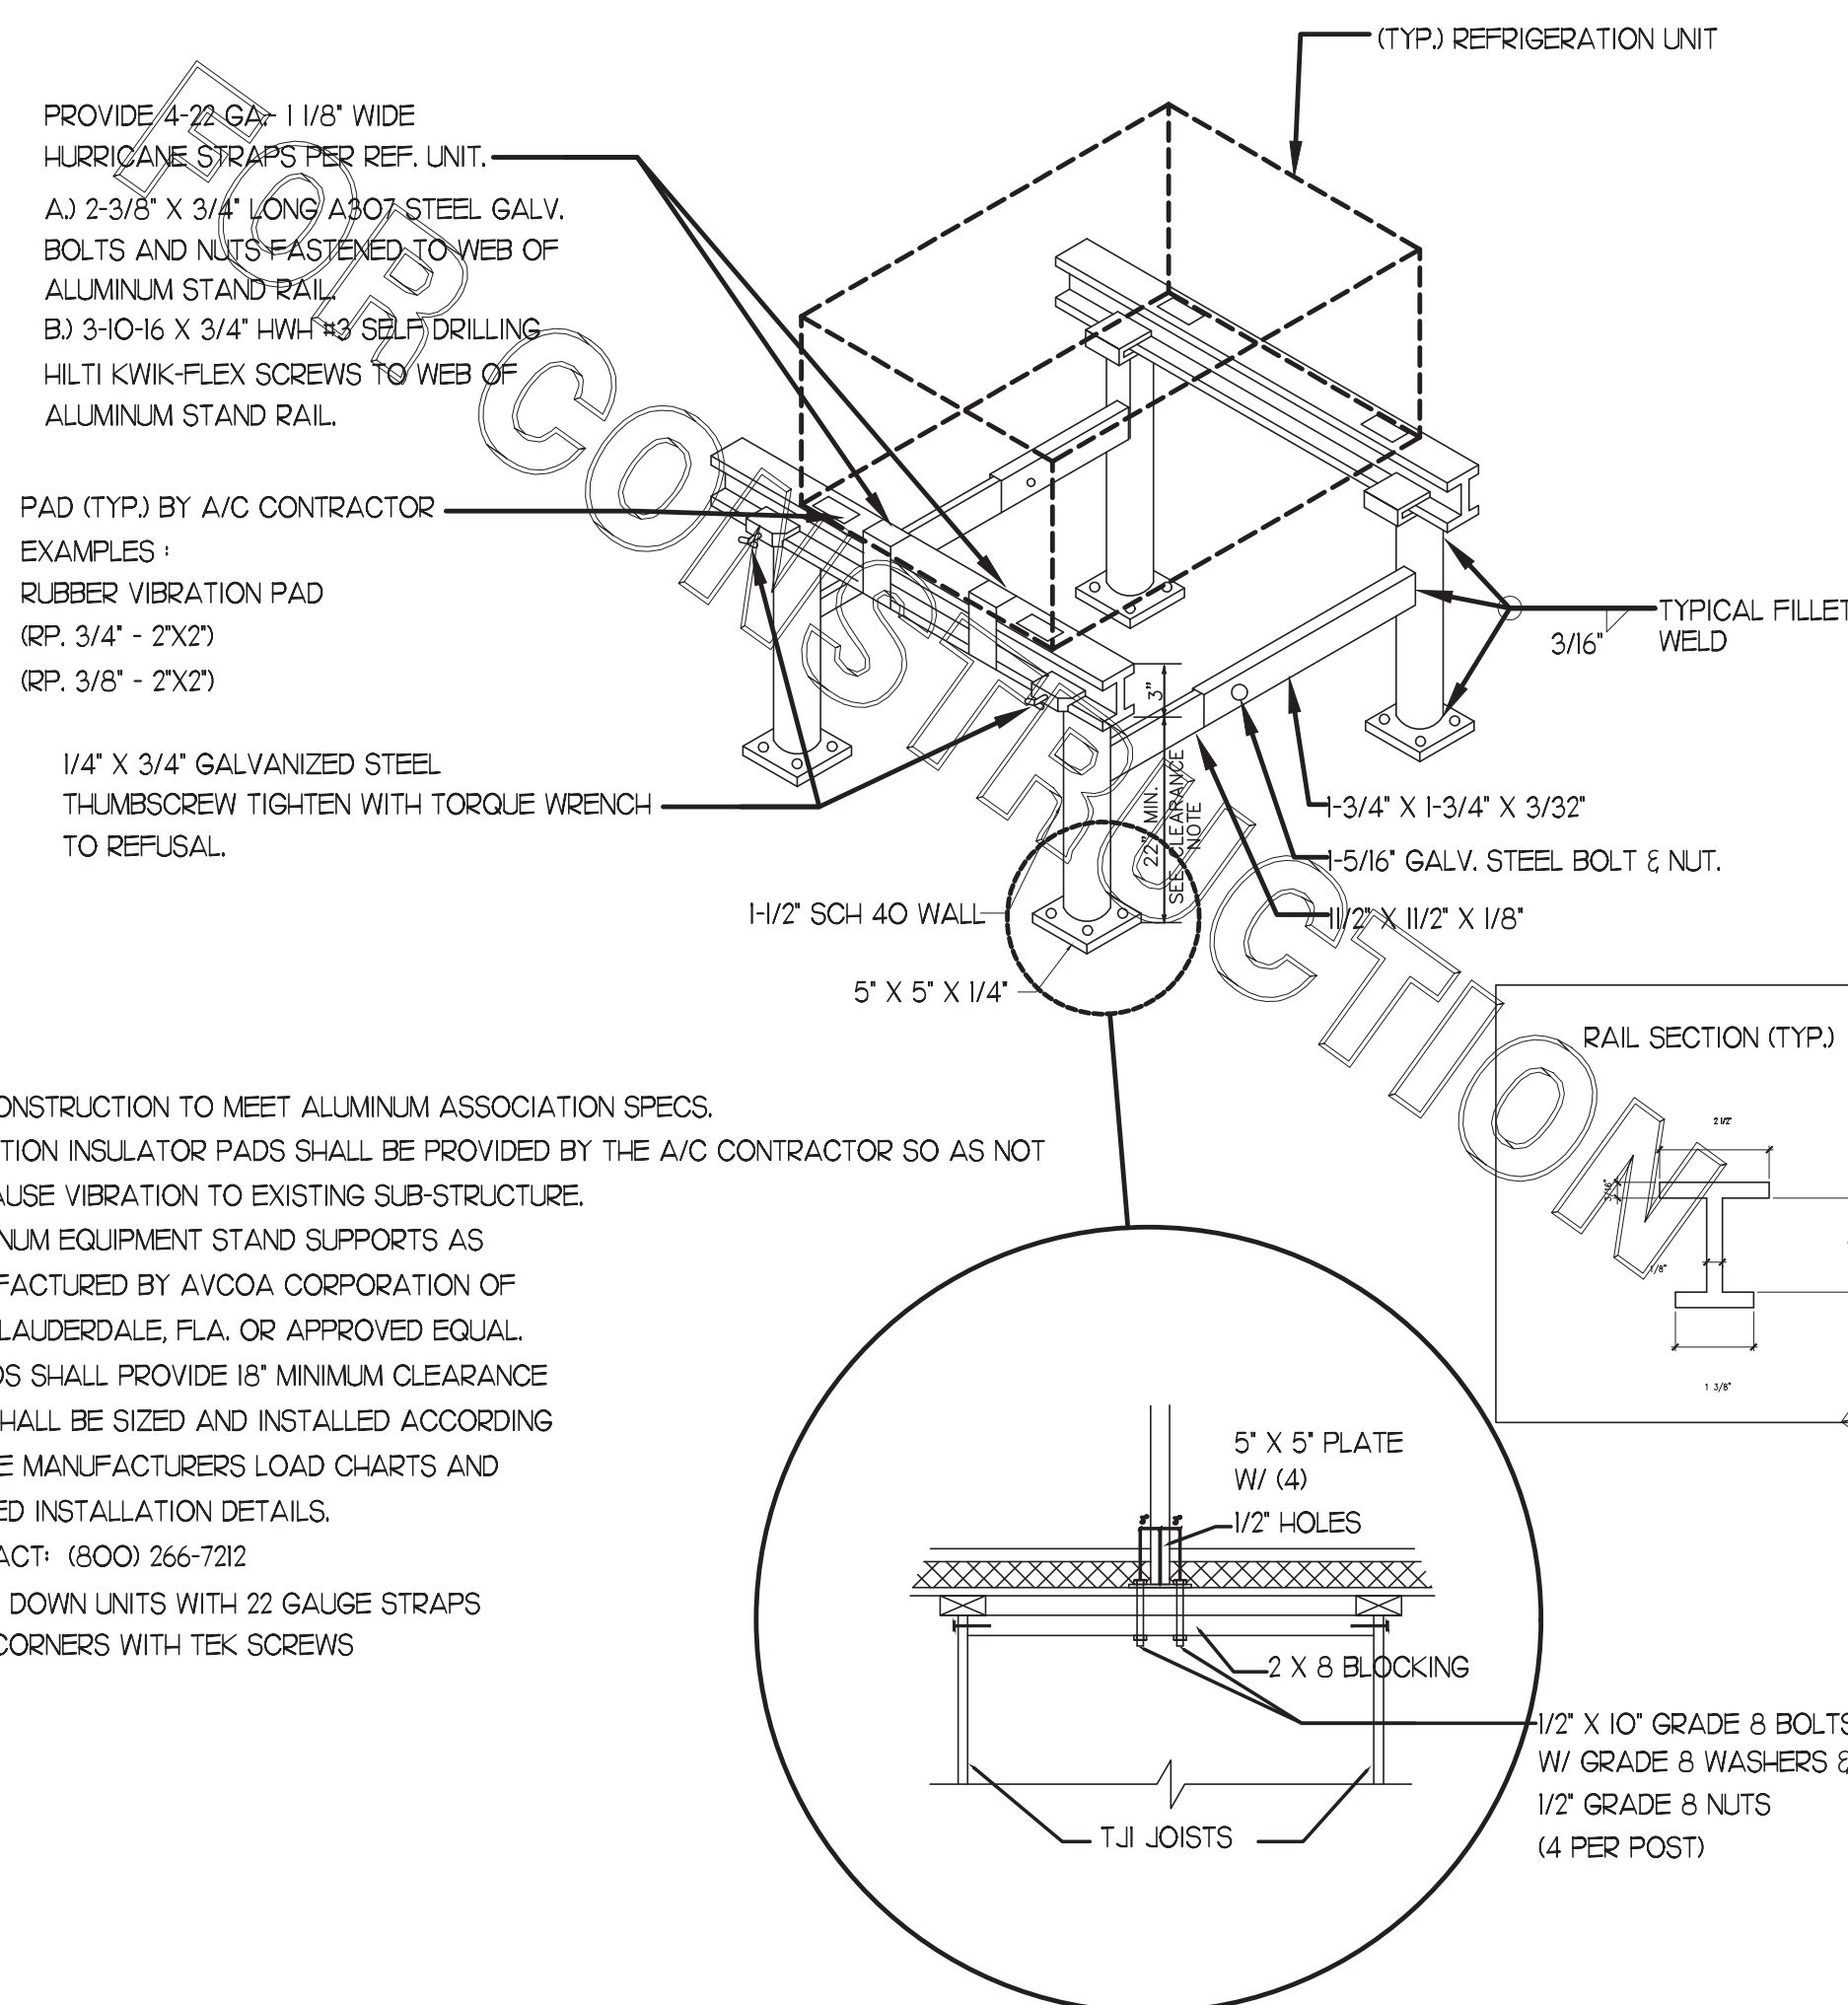 (TYP.) REFRIGERATION UNIT
PROVIDE 4-22 GA.- 1 1/8" WIDE
HURRICANE STRAPS PER REF. UNIT.
A.) 2-3/8" X 3/4" LONG A307 STEEL GALV.
BOLTS AND NUTS FASTENED TO WEB OF
ALUMINUM STAND RAIL.
B.) 3-10-16 X 3/4" HWH #3 SELF DRILLING
HILTI KWIK-FLEX SCREWS TO WEB OF
ALUMINUM STAND RAIL.
PAD (TYP.) BY A/C CONTRACTOR
EXAMPLES :
RUBBER VIBRATION PAD
(RP. 3/4" - 2"X2")
(RP. 3/8" - 2"X2")
1/4" X 3/4" GALVANIZED STEEL
THUMBSCREW TIGHTEN WITH TORQUE WRENCH
TO REFUSAL.
TYPICAL FILLET
WELD
3/16"
3"
22" MIN.
SEE CLEARANCE
NOTE
1-3/4" X 1-3/4" X 3/32"
1-5/16" GALV. STEEL BOLT & NUT.
11/2" X 11/2" X 1/8"
1-1/2" SCH 40 WALL
5" X 5" X 1/4"
FOR CONSTRUCTION
RAIL SECTION (TYP.)
2 1/2"
3/16"
1/8"
1 3/8"
ONSTRUCTION TO MEET ALUMINUM ASSOCIATION SPECS.
TION INSULATOR PADS SHALL BE PROVIDED BY THE A/C CONTRACTOR SO AS NOT
AUSE VIBRATION TO EXISTING SUB-STRUCTURE.
NUM EQUIPMENT STAND SUPPORTS AS
FACTURED BY AVCOA CORPORATION OF
LAUDERDALE, FLA. OR APPROVED EQUAL.
DS SHALL PROVIDE 18" MINIMUM CLEARANCE
HALL BE SIZED AND INSTALLED ACCORDING
E MANUFACTURERS LOAD CHARTS AND
ED INSTALLATION DETAILS.
ACT: (800) 266-7212
DOWN UNITS WITH 22 GAUGE STRAPS
CORNERS WITH TEK SCREWS
5" X 5" PLATE
W/ (4)
1/2" HOLES
2 X 8 BLOCKING
TJI JOISTS
1/2" X 10" GRADE 8 BOLTS
W/ GRADE 8 WASHERS &
1/2" GRADE 8 NUTS
(4 PER POST)